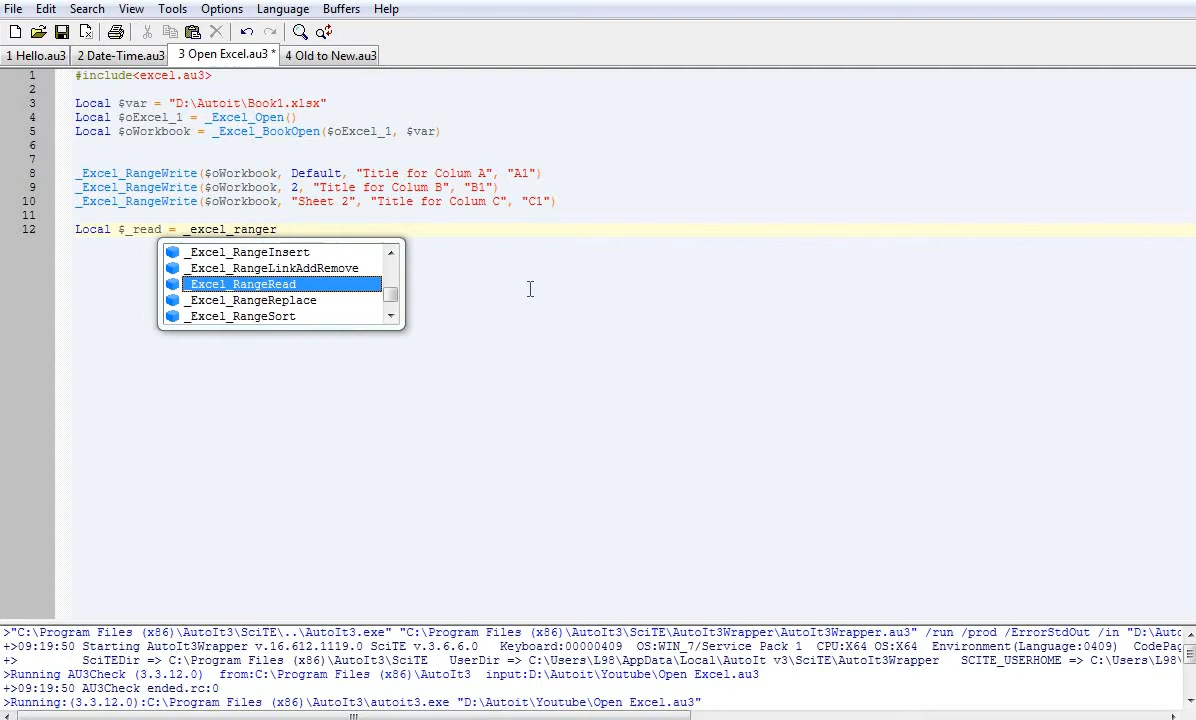 File Edit Search View Tools Options Language Buffers Help
1 Hello.au3 2 Date-Time.au3 3 Open Excel.au3 * 4 Old to New.au3
1 #include<excel.au3>
2
3 Local $var = "D:\Autoit\Book1.xlsx"
4 Local $oExcel_1 = _Excel_Open()
5 Local $oWorkbook = _Excel_BookOpen($oExcel_1, $var)
6
7
8 _Excel_RangeWrite($oWorkbook, Default, "Title for Colum A", "A1")
9 _Excel_RangeWrite($oWorkbook, 2, "Title for Colum B", "B1")
10 _Excel_RangeWrite($oWorkbook, "Sheet 2", "Title for Colum C", "C1")
11
12 Local $_read = _excel_ranger
_Excel_RangeInsert
_Excel_RangeLinkAddRemove
_Excel_RangeRead
_Excel_RangeReplace
_Excel_RangeSort
>"C:\Program Files (x86)\AutoIt3\SciTE\..\AutoIt3.exe" "C:\Program Files (x86)\AutoIt3\SciTE\AutoIt3Wrapper\AutoIt3Wrapper.au3" /run /prod /ErrorStdOut /in "D:\Auto
+>09:19:50 Starting AutoIt3Wrapper v.16.612.1119.0 SciTE v.3.6.6.0 Keyboard:00000409 OS:WIN_7/Service Pack 1 CPU:X64 OS:X64 Environment(Language:0409) CodePag
+> SciTEDir => C:\Program Files (x86)\AutoIt3\SciTE UserDir => C:\Users\L98\AppData\Local\AutoIt v3\SciTE\AutoIt3Wrapper SCITE_USERHOME => C:\Users\L98\
>Running AU3Check (3.3.12.0) from:C:\Program Files (x86)\AutoIt3 input:D:\Autoit\Youtube\Open Excel.au3
+>09:19:50 AU3Check ended.rc:0
>Running:(3.3.12.0):C:\Program Files (x86)\AutoIt3\autoit3.exe "D:\Autoit\Youtube\Open Excel.au3"